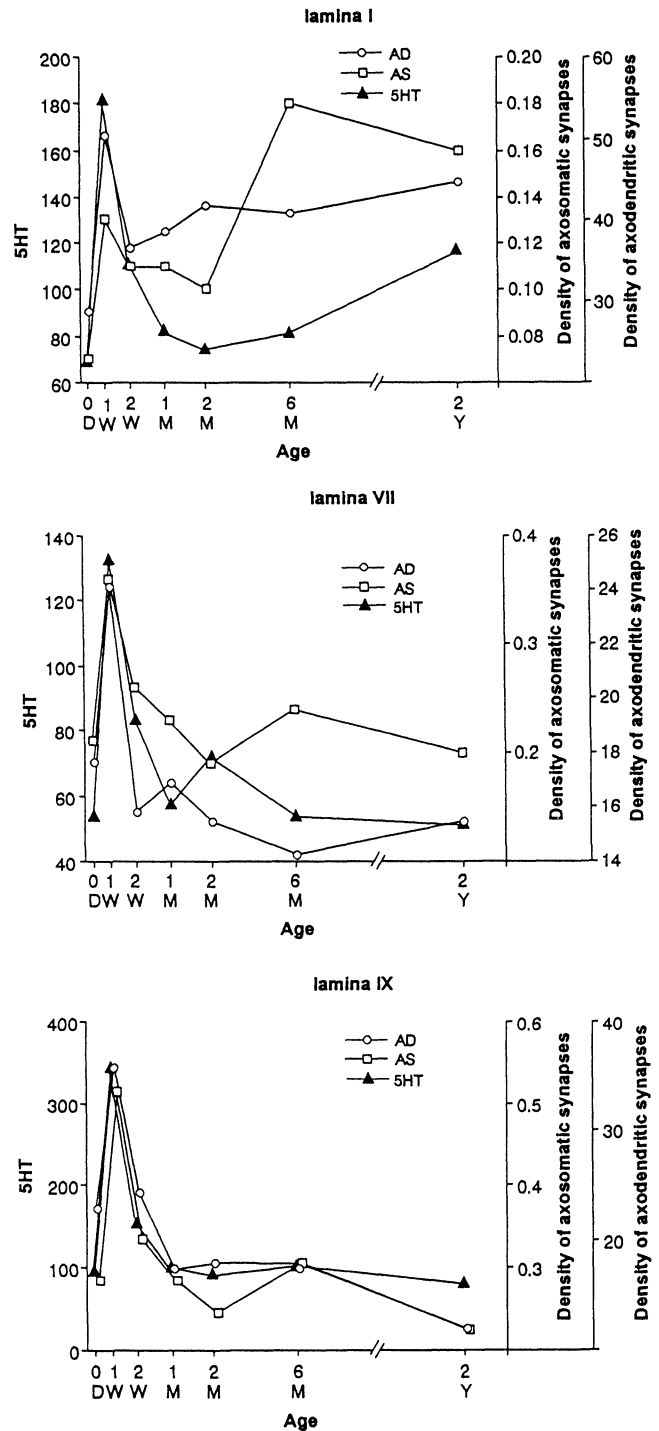 lamina I
AD
AS
5HT
200
180
160
140
120
100
80
60
5HT
0.20
0.18
0.16
0.14
0.12
0.10
0.08
Density of axosomatic synapses
60
50
40
30
Density of axodendritic synapses
0 1 2 1 2 6 2
D W W M M M Y
Age
lamina VII
AD
AS
5HT
140
120
100
80
60
40
5HT
0.4
0.3
0.2
Density of axosomatic synapses
26
24
22
20
18
16
14
Density of axodendritic synapses
0 1 2 1 2 6 2
D W W M M M Y
Age
lamina IX
AD
AS
5HT
400
300
200
100
0
5HT
0.6
0.5
0.4
0.3
Density of axosomatic synapses
40
30
20
Density of axodendritic synapses
0 1 2 1 2 6 2
D W W M M M Y
Age